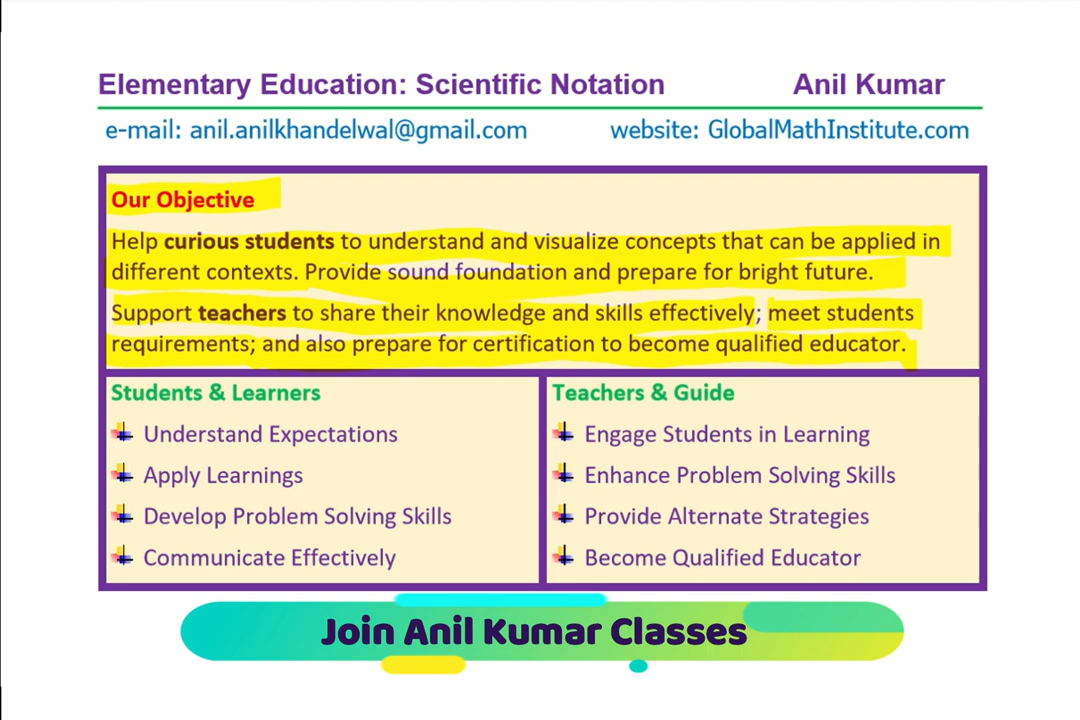 Elementary Education: Scientific Notation Anil Kumar
e-mail: anil.anilkhandelwal@gmail.com website: GlobalMathInstitute.com
Our Objective
Help curious students to understand and visualize concepts that can be applied in
different contexts. Provide sound foundation and prepare for bright future.
Support teachers to share their knowledge and skills effectively; meet students
requirements; and also prepare for certification to become qualified educator.
Students & Learners
Understand Expectations
Apply Learnings
Develop Problem Solving Skills
Communicate Effectively
Teachers & Guide
Engage Students in Learning
Enhance Problem Solving Skills
Provide Alternate Strategies
Become Qualified Educator
Join Anil Kumar Classes